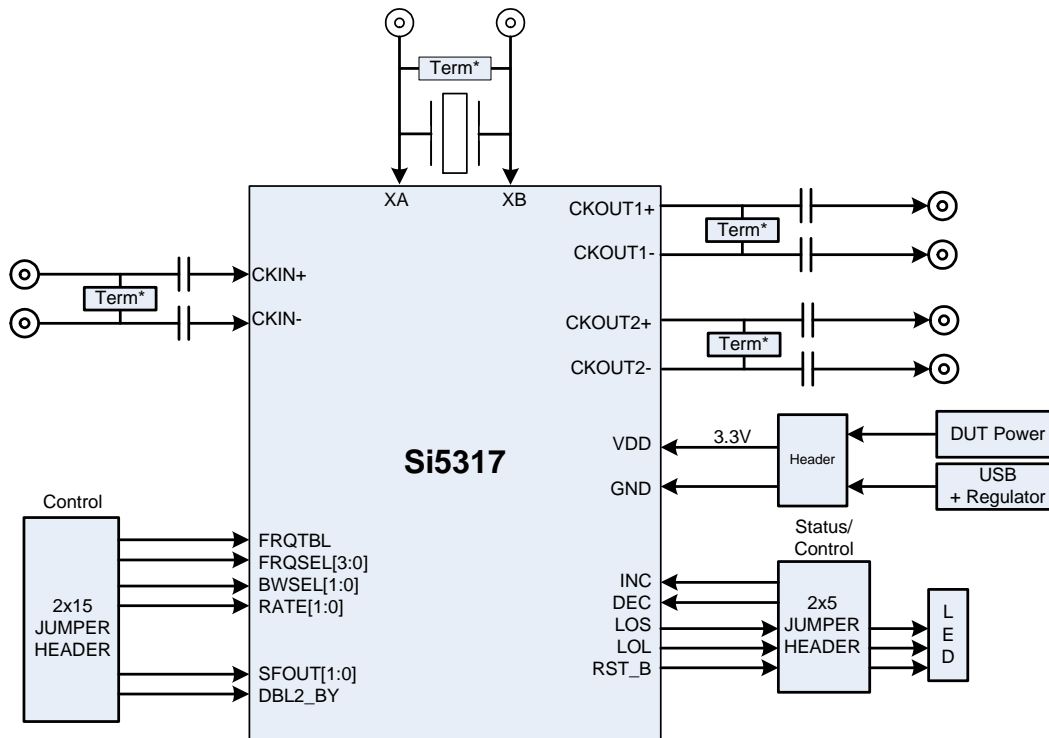 Term*
XA
XB
CKOUT1+
Term*
CKOUT1-
CKIN+
Term*
CKIN-
CKOUT2+
Term*
CKOUT2-
Si5317
VDD
3.3V
GND
Header
DUT Power
USB
+ Regulator
Control
2x15
JUMPER
HEADER
FRQTBL
FRQSEL[3:0]
BWSEL[1:0]
RATE[1:0]
SFOUT[1:0]
DBL2_BY
Status/
Control
INC
DEC
LOS
LOL
RST_B
2x5
JUMPER
HEADER
L
E
D